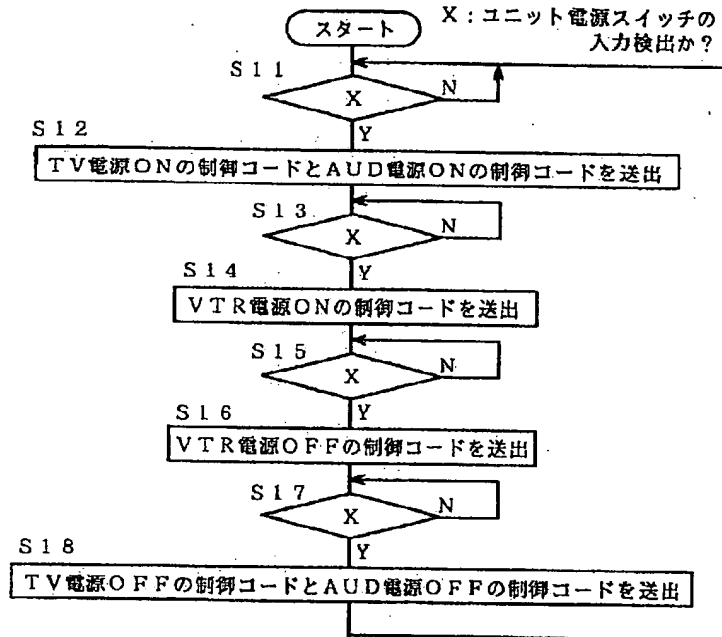 スタート
X:ユニット電源スイッチの
入力検出か?
S11
X
N
Y
S12
TV電源ONの制御コードとAUD電源ONの制御コードを送出
S13
X
N
Y
S14
VTR電源ONの制御コードを送出
S15
X
N
Y
S16
VTR電源OFFの制御コードを送出
S17
X
N
Y
S18
TV電源OFFの制御コードとAUD電源OFFの制御コードを送出